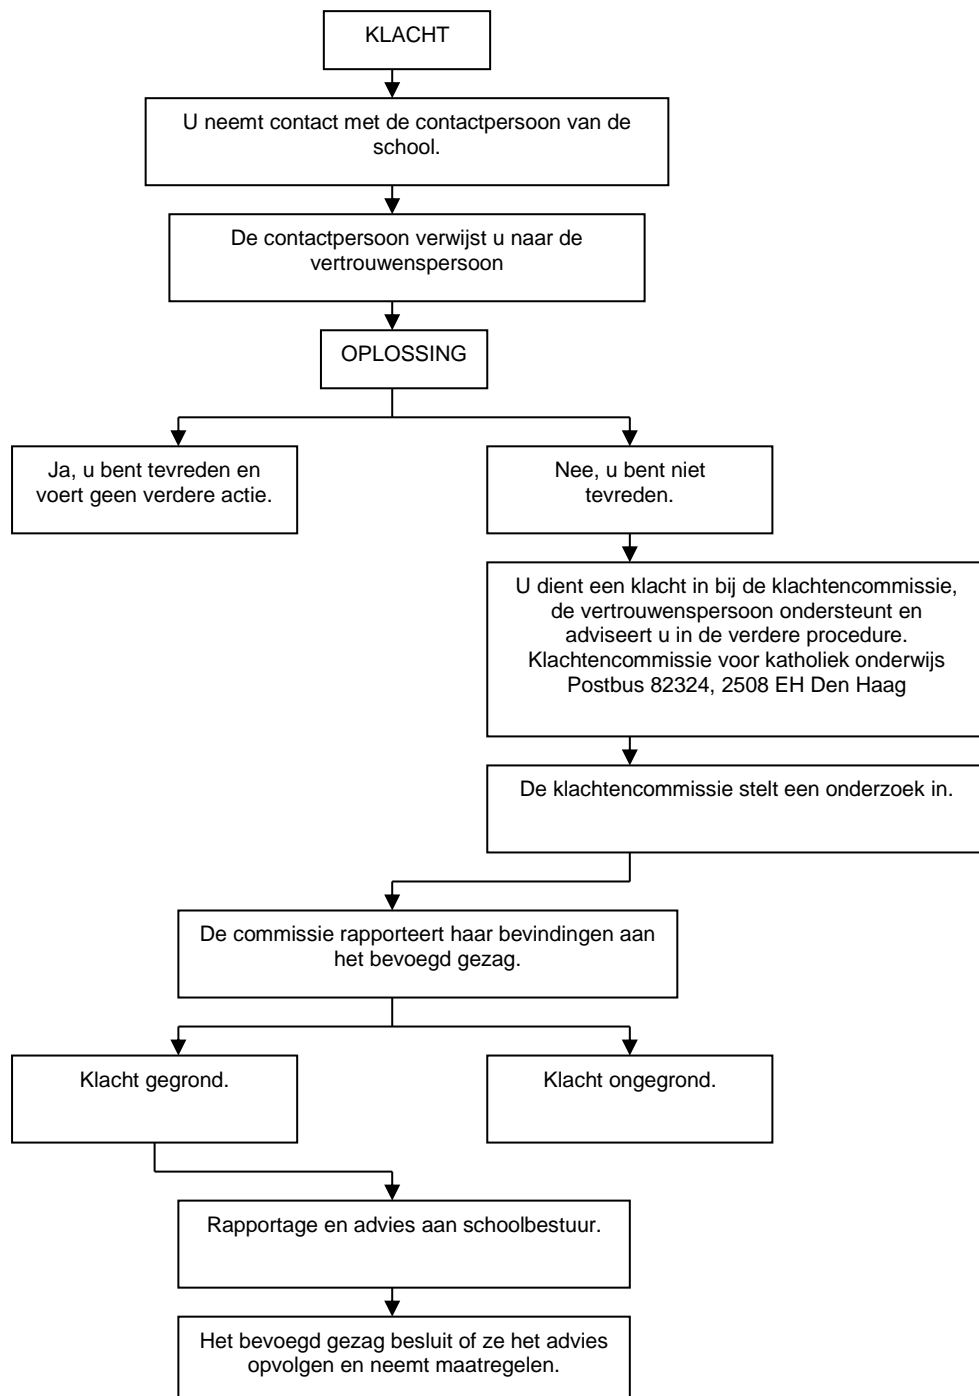 KLACHT
U neemt contact met de contactpersoon van de
school.
De contactpersoon verwijst u naar de
vertrouwenspersoon
OPLOSSING
Ja, u bent tevreden en
voert geen verdere actie.
Nee, u bent niet
tevreden.
U dient een klacht in bij de klachtencommissie,
de vertrouwenspersoon ondersteunt en
adviseert u in de verdere procedure.
Klachtencommissie voor katholiek onderwijs
Postbus 82324, 2508 EH Den Haag
De klachtencommissie stelt een onderzoek in.
De commissie rapporteert haar bevindingen aan
het bevoegd gezag.
Klacht gegrond.
Klacht ongegrond.
Rapportage en advies aan schoolbestuur.
Het bevoegd gezag besluit of ze het advies
opvolgen en neemt maatregelen.